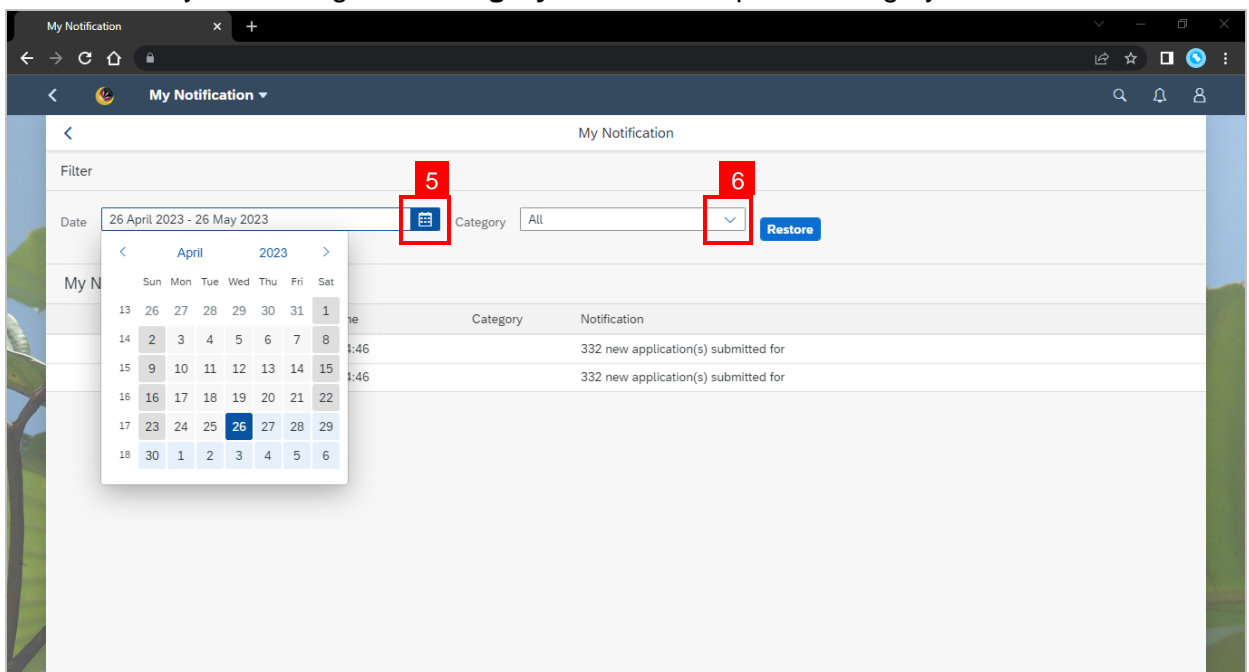 My Notification
My Notification
My Notification
Filter
5
6
Date 26 April 2023 - 26 May 2023 Category All Restore
April 2023
My N
Sun Mon Tue Wed Thu Fri Sat
13 26 27 28 29 30 31 1
Category Notification
14 2 3 4 5 6 7 8
332 new application(s) submitted for
15 9 10 11 12 13 14 15
:46 332 new application(s) submitted for
16 16 17 18 19 20 21 22
17 23 24 25 26 27 28 29
18 30 1 2 3 4 5 6